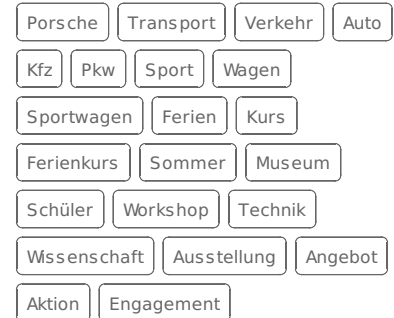 Porsche Transport Verkehr Auto
Kfz Pkw Sport Wagen
Sportwagen Ferien Kurs
Ferienkurs Sommer Museum
Schüler Workshop Technik
Wissenschaft Ausstellung Angebot
Aktion Engagement